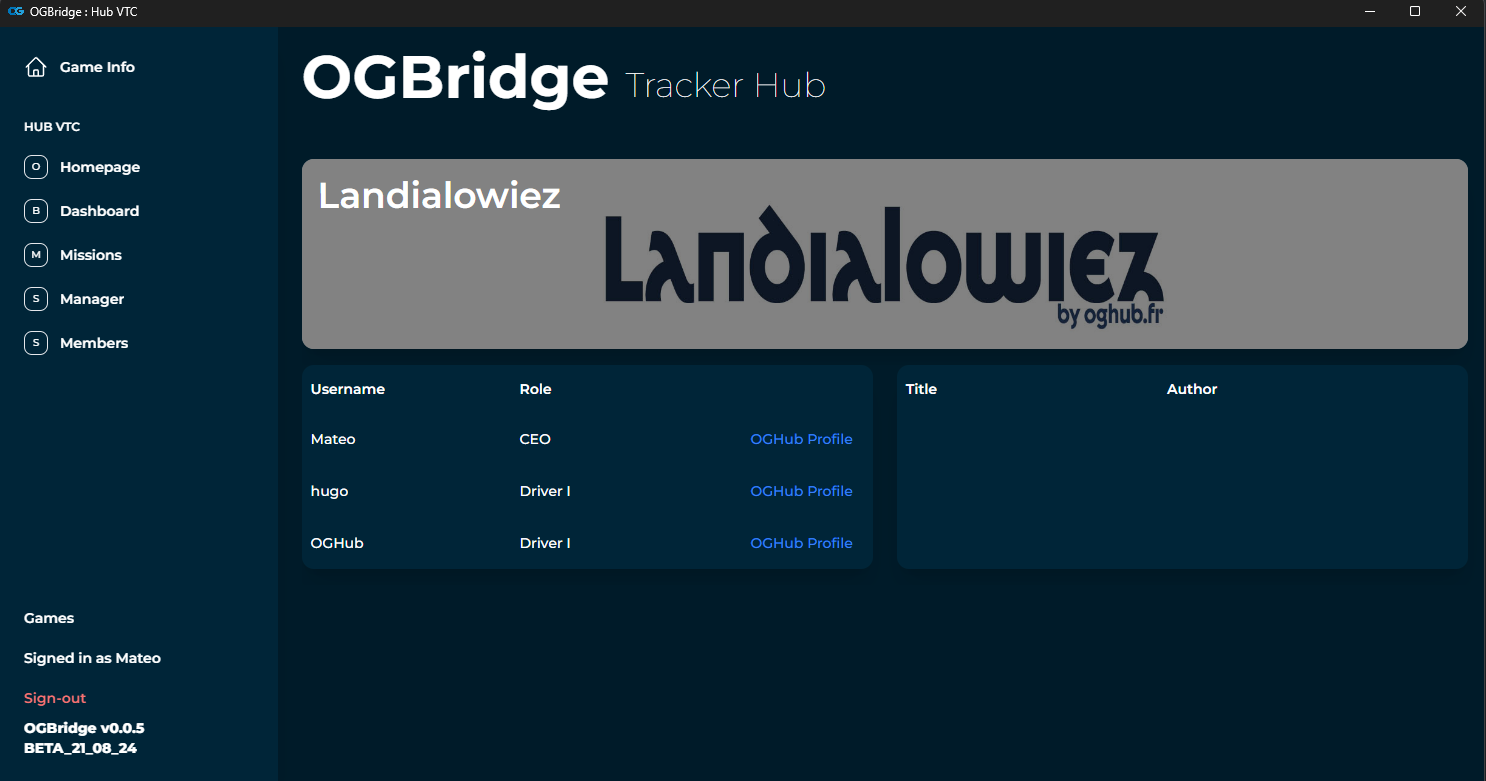 OGBridge : Hub VTC
Game Info
HUB VTC
O Homepage
B Dashboard
M Missions
S Manager
S Members
Games
Signed in as Mateo
Sign-out
OGBridge v0.0.5
BETA_21_08_24
OGBridge Tracker Hub
Landialowiez
Landialowiez
by oghub.fr
Username Role
Mateo CEO OGHub Profile
hugo Driver I OGHub Profile
OGHub Driver I OGHub Profile
Title Author